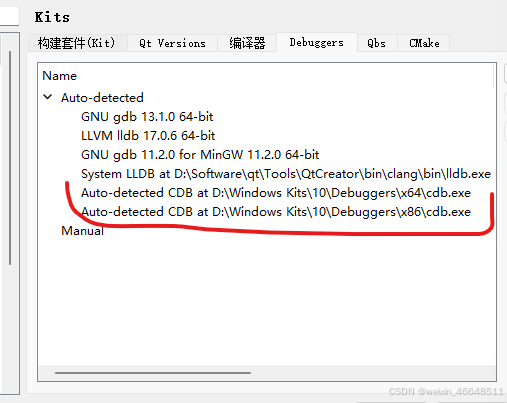 Kits
构建套件(Kit)
Qt Versions
编译器
Debuggers
Qbs
CMake
Name
Auto-detected
GNU gdb 13.1.0 64-bit
LLVM lldb 17.0.6 64-bit
GNU gdb 11.2.0 for MinGW 11.2.0 64-bit
System LLDB at D:\Software\qt\Tools\QtCreator\bin\clang\bin\lldb.exe
Auto-detected CDB at D:\Windows Kits\10\Debuggers\x64\cdb.exe
Auto-detected CDB at D:\Windows Kits\10\Debuggers\x86\cdb.exe
Manual
CSDN @weixin_46648511